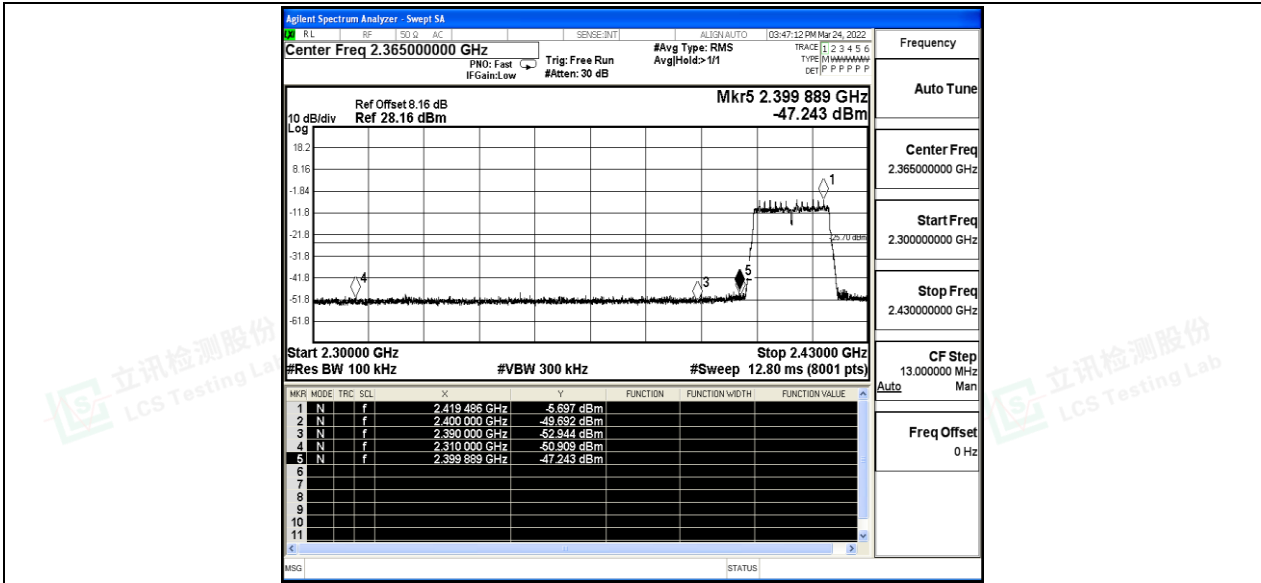 Agilent Spectrum Analyzer - Swept SA
RL RF 50 Ω AC SENSE:INT ALIGN AUTO 03:47:12 PM Mar 24, 2022
Center Freq 2.365000000 GHz
PNO: Fast
IFGain:Low
Trig: Free Run
#Atten: 30 dB
#Avg Type: RMS
Avg|Hold:>1/1
TRACE 1 2 3 4 5 6
TYPE M WWWWW
DET P P P P P P
Frequency
Auto Tune
Center Freq
2.365000000 GHz
Start Freq
2.300000000 GHz
Stop Freq
2.430000000 GHz
CF Step
13.000000 MHz
Auto Man
Freq Offset
0 Hz
Ref Offset 8.16 dB
10 dB/div Ref 28.16 dBm
Log
Mkr5 2.399 889 GHz
-47.243 dBm
18.2
8.16
-1.84
-11.8
-21.8
-31.8
-41.8
-51.8
-61.8
1
-25.70 dBm
4
3
5
Start 2.30000 GHz Stop 2.43000 GHz
#Res BW 100 kHz #VBW 300 kHz #Sweep 12.80 ms (8001 pts)
MKR MODE TRC SCL X Y FUNCTION FUNCTION WIDTH FUNCTION VALUE
1 N f 2.419 486 GHz -5.697 dBm
2 N f 2.400 000 GHz -49.692 dBm
3 N f 2.390 000 GHz -52.944 dBm
4 N f 2.310 000 GHz -50.909 dBm
5 N f 2.399 889 GHz -47.243 dBm
6
7
8
9
10
11
MSG STATUS
立讯检测股份
LCS Testing Lab
立讯检测股份
LCS Testing Lab